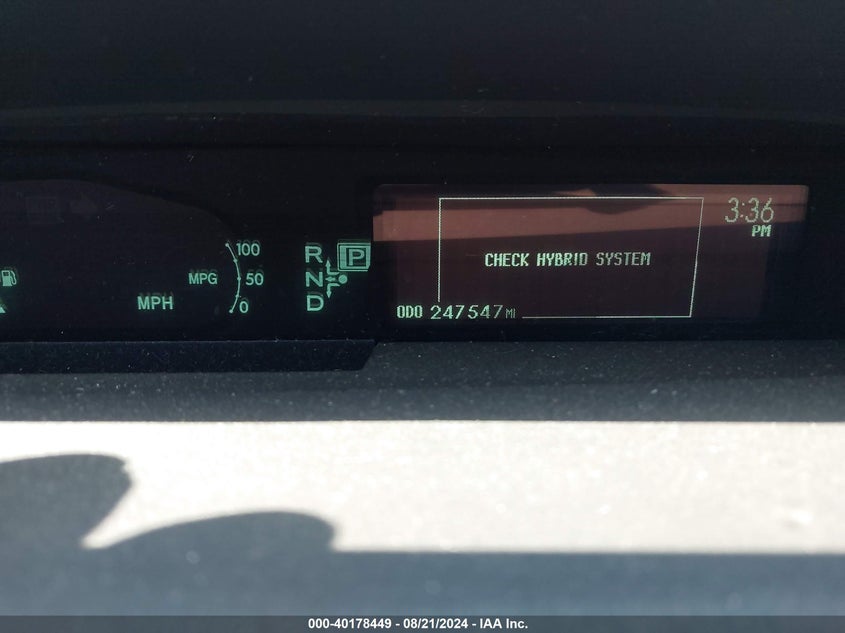 3:36
PM
100
R P
CHECK HYBRID SYSTEM
MPG 50
N
MPH
0
D
ODO 247547 MI
000-40178449 - 08/21/2024 - IAA Inc.